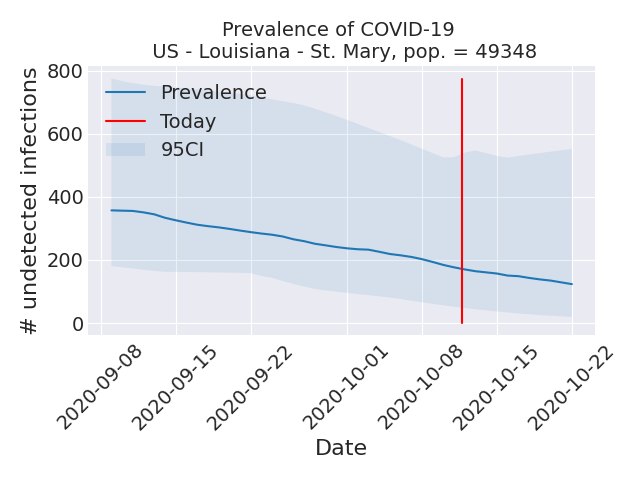 Prevalence of COVID-19
US - Louisiana - St. Mary, pop. = 49348
# undetected infections
800
600
400
200
0
Prevalence
Today
95CI
2020-09-08
2020-09-15
2020-09-22
2020-10-01
2020-10-08
2020-10-15
2020-10-22
Date